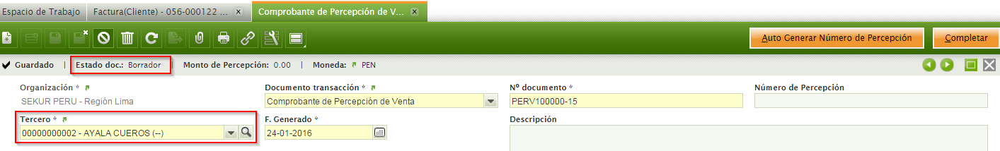 Espacio de Trabajo Factura(Cliente) - 056-000122 ... Comprobante de Percepción de V...
Auto Generar Número de Percepción Completar
Guardado | Estado doc.: Borrador | Monto de Percepción: 0.00 | Moneda: PEN
Organización * Documento transacción * Nº documento * Número de Percepción
SEKUR PERU - Región Lima Comprobante de Percepción de Venta PERV100000-15
Tercero * F. Generado * Descripción
00000000002 - AYALA CUEROS (--) 24-01-2016